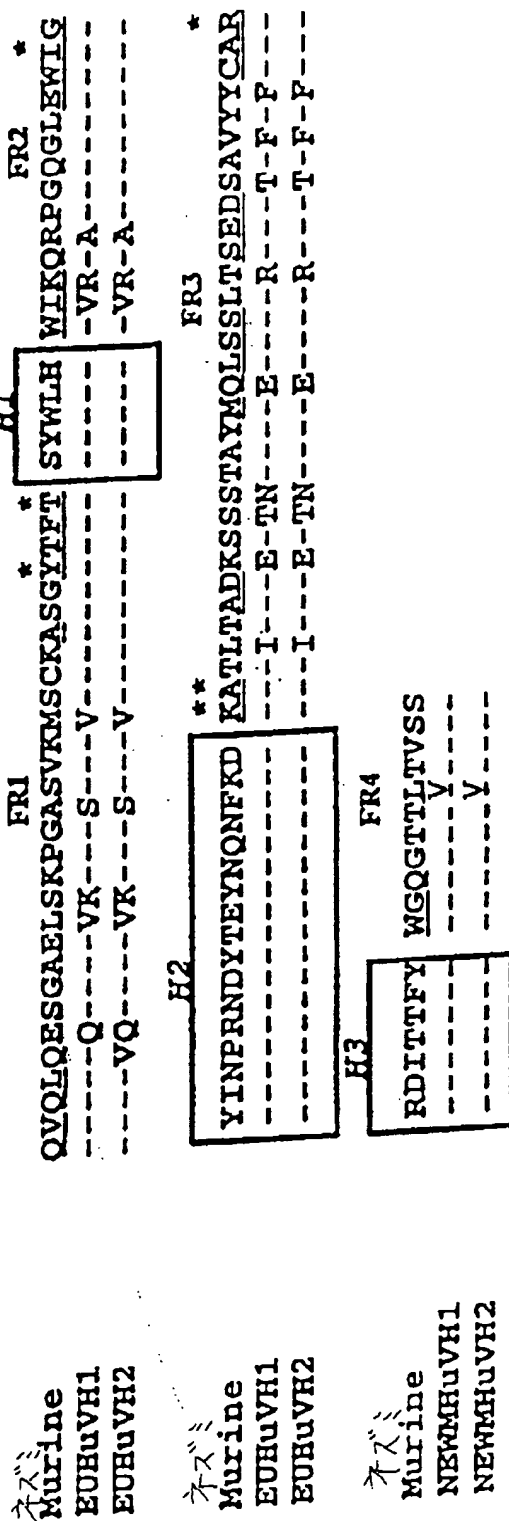 FR1 * * H1 FR2 *
ネズミ
Murine QVQLQESGAELSKPGASVKMSCKASGYTFT SYWLH WIKQRPGQGLEWIG
EUHuVH1 -----Q----VK---S---V---------- ----- -VR-A---------
EUHuVH2 ----VQ----VK---S---V---------- ----- -VR-A---------
H2 ** FR3 *
ネズミ
Murine YINPRNDYTEYNQNFKD KATLTADKSSSTAYMQLSSLTSEDSAVYYCAR
EUHuVH1 ----------------- ---I---E-TN----E----R---T-F-F---
EUHuVH2 ----------------- ---I---E-TN----E----R---T-F-F---
H3 FR4
ネズミ
Murine RDITTFY WGQGTTLTVSS
NEWMHuVH1 ------- ------V----
NEWMHuVH2 ------- ------V----